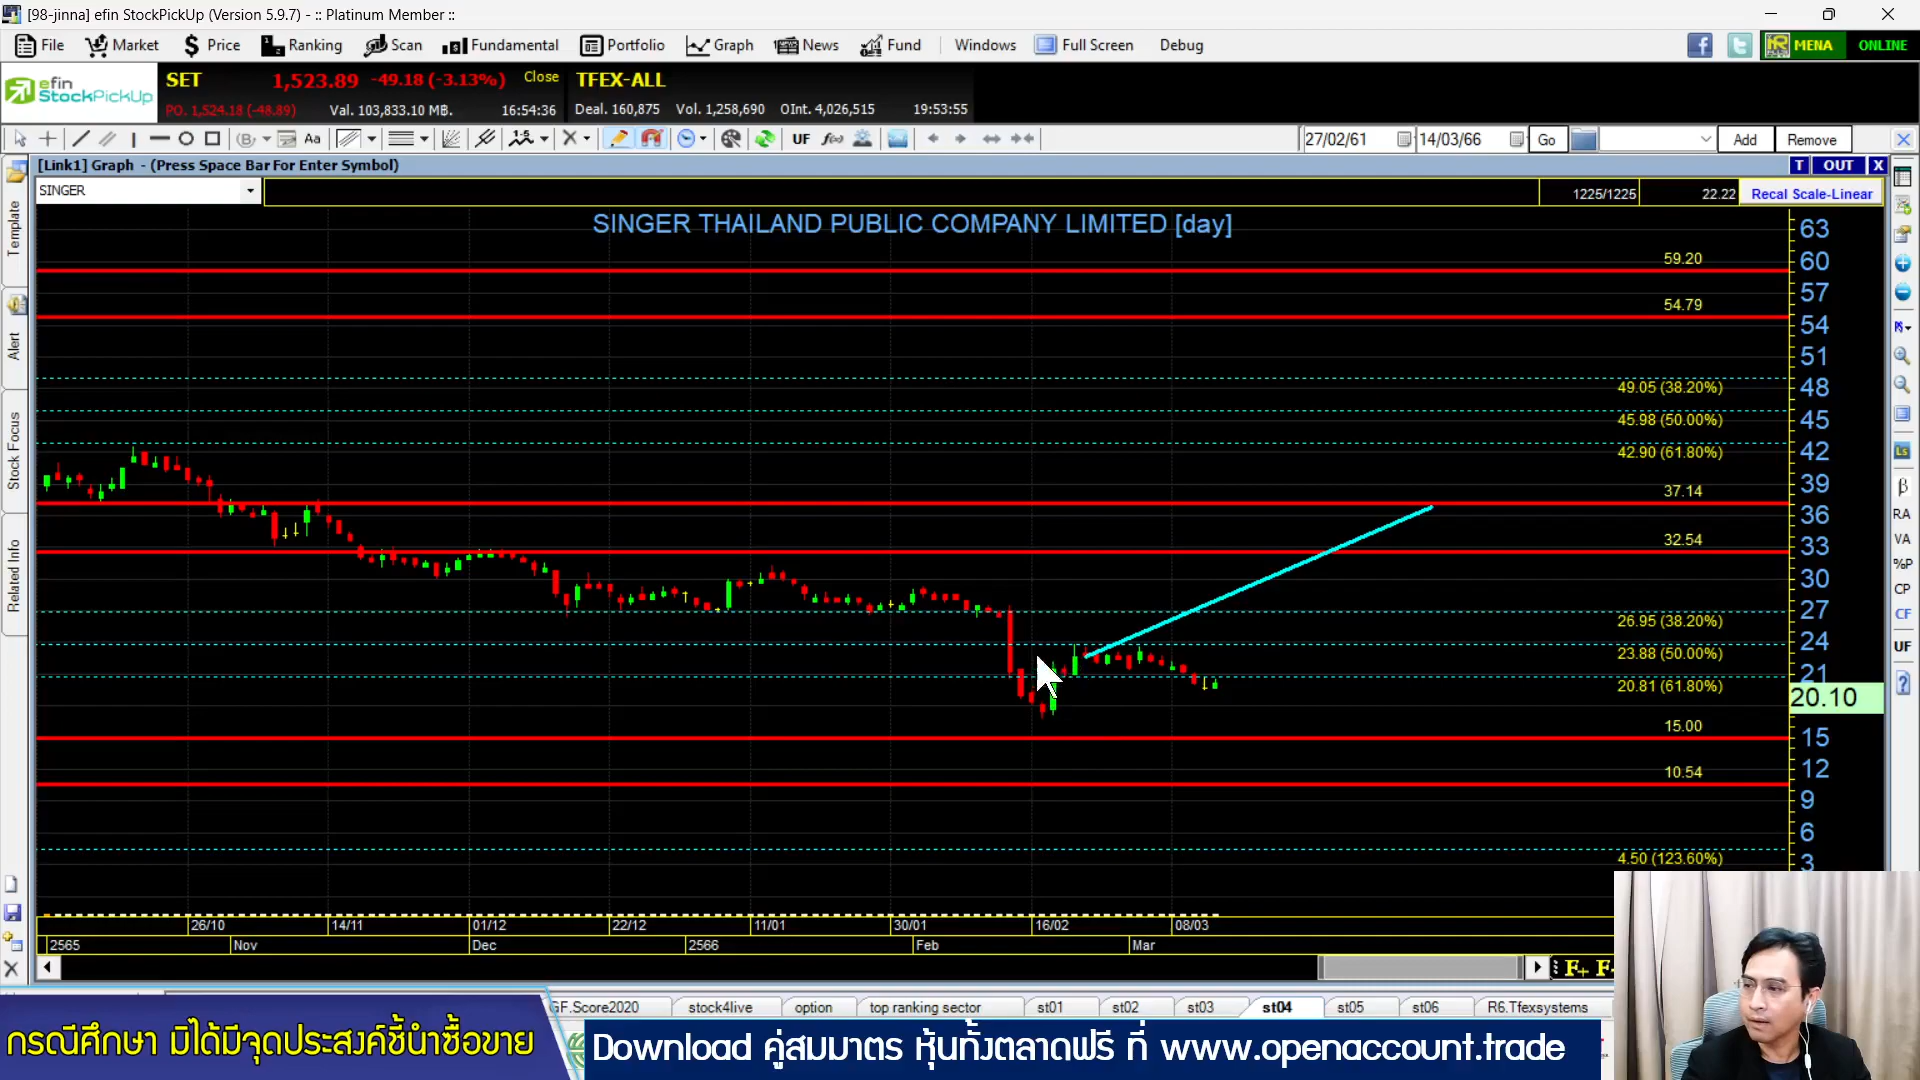 [98-jinna] efin StockPickUp (Version 5.9.7) - :: Platinum Member ::
File Market $ Price Ranking Scan Fundamental Portfolio Graph News Fund Windows Full Screen Debug
MENA ONLINE
efin
StockPickUp
SET 1,523.89 -49.18 (-3.13%) Close TFEX-ALL
PO. 1,524.18 (-48.89) Val. 103,833.10 MB. 16:54:36 Deal. 160,875 Vol. 1,258,690 OInt. 4,026,515 19:53:55
Aa UF f(x) 27/02/61 14/03/66 Go Add Remove
[Link1] Graph - (Press Space Bar For Enter Symbol) T OUT X
SINGER 1225/1225 22.22 Recal Scale-Linear
SINGER THAILAND PUBLIC COMPANY LIMITED [day]
63
59.20
60
57
54.79
54
51
49.05 (38.20%)
48
45.98 (50.00%)
45
42.90 (61.80%)
42
39
37.14
36
32.54
33
30
26.95 (38.20%)
27
23.88 (50.00%)
24
20.81 (61.80%)
21
20.10
15.00
15
10.54
12
9
6
4.50 (123.60%)
3
Template
Alert
Stock Focus
Related Info
Ls
β
RA
VA
%P
CP
CF
UF
26/10 14/11 01/12 22/12 11/01 30/01 16/02 08/03
2565 Nov Dec 2566 Feb Mar
F+ F-
GF.Score2020 stock4live option top ranking sector st01 st02 st03 st04 st05 st06 R6.Tfexsystems
กรณีศึกษา มิได้มีจุดประสงค์ชี้นำซื้อขาย
Download คู่สมมาตร หุ้นทั้งตลาดฟรี ที่ www.openaccount.trade